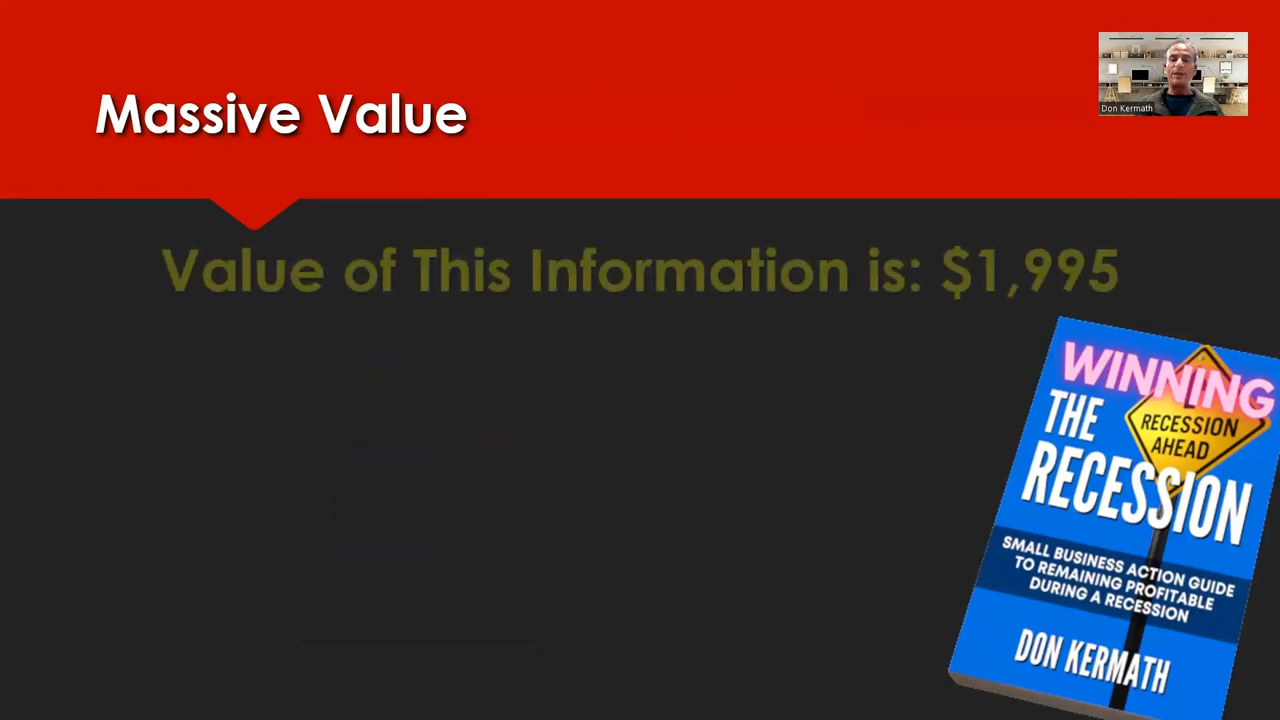 Massive Value
Don Kermath
Value of This Information is: $1,995
WINNING
THE
RECESSION
RECESSION
AHEAD
SMALL BUSINESS ACTION GUIDE
TO REMAINING PROFITABLE
DURING A RECESSION
DON KERMATH